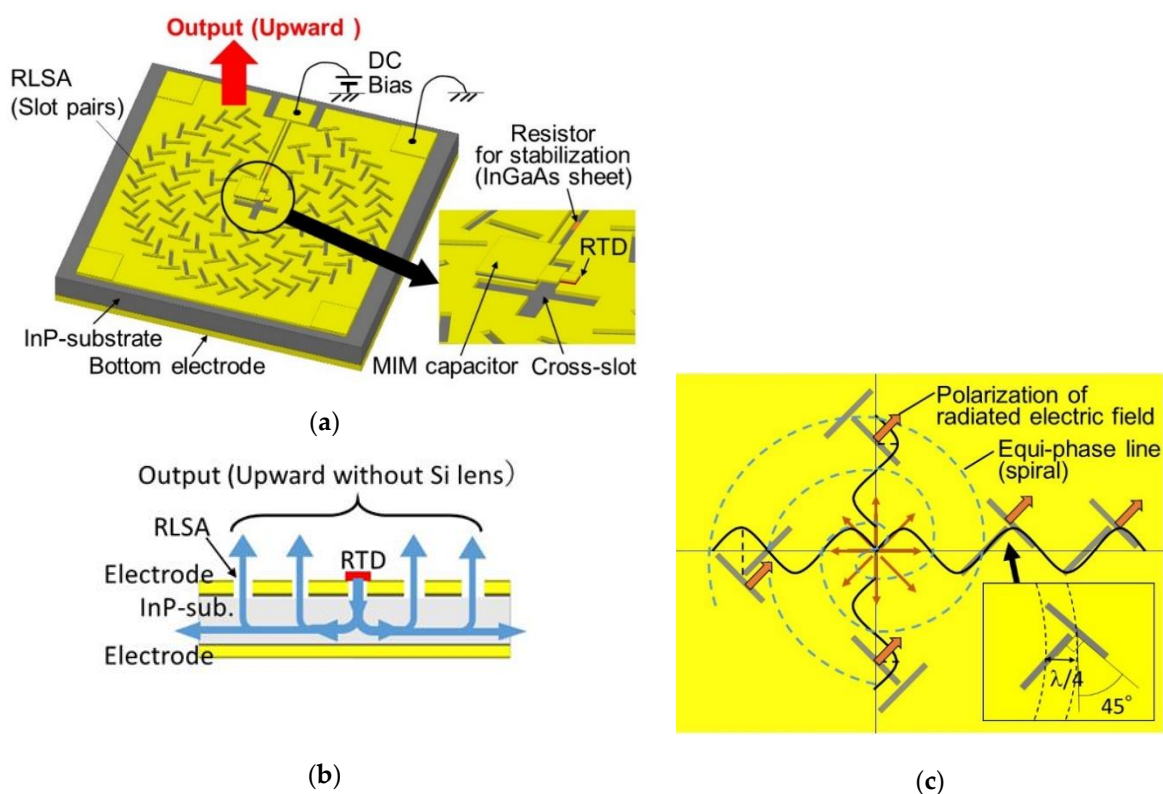 Output (Upward )
DC
Bias
RLSA
(Slot pairs)
Resistor
for stabilization
(InGaAs sheet)
RTD
InP-substrate
Bottom electrode
MIM capacitor
Cross-slot
(a)
Output (Upward without Si lens)
RLSA
RTD
Electrode
InP-sub.
Electrode
(b)
Polarization of
radiated electric field
Equi-phase line
(spiral)
λ/4
45°
(c)